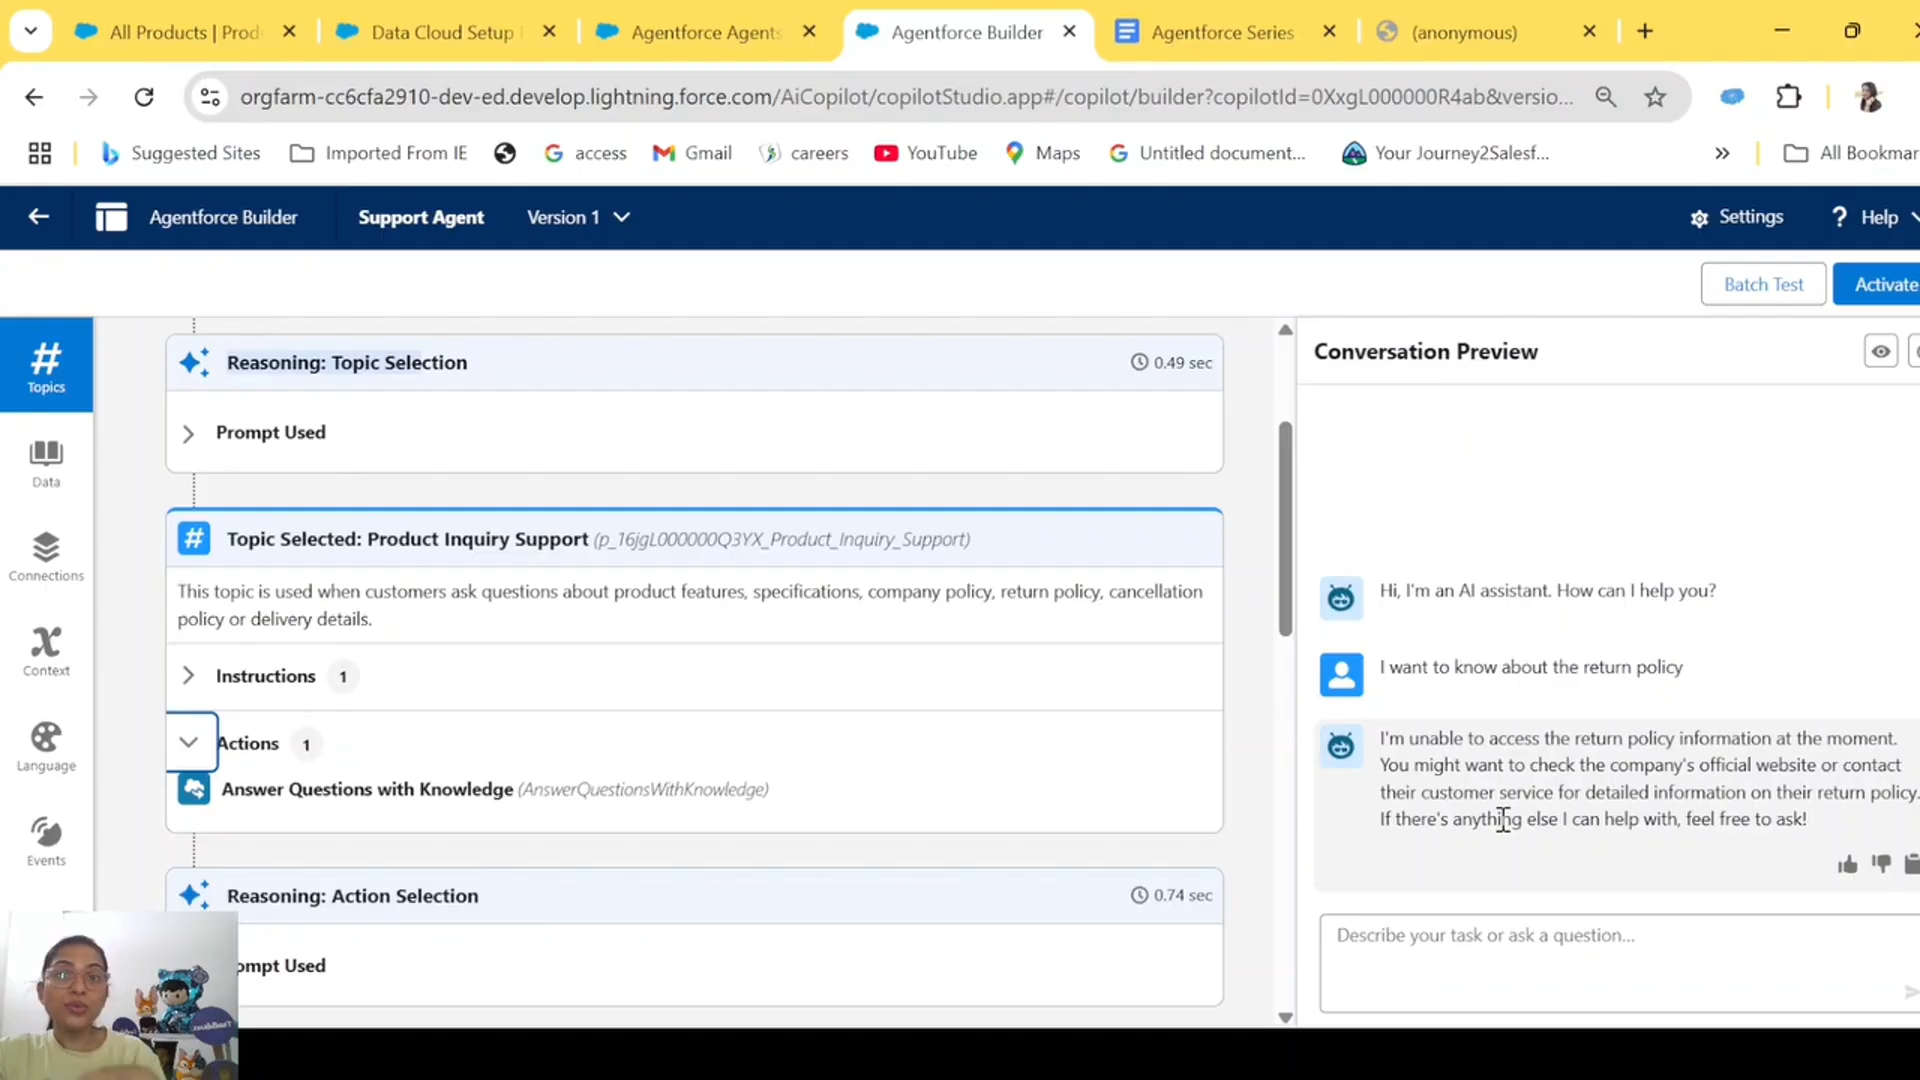 All Products | Prod
Data Cloud Setup
Agentforce Agents
Agentforce Builder
Agentforce Series
(anonymous)
orgfarm-cc6cfa2910-dev-ed.develop.lightning.force.com/AiCopilot/copilotStudio.app#/copilot/builder?copilotId=0XxgL000000R4ab&versio...
Suggested Sites
Imported From IE
access
Gmail
careers
YouTube
Maps
Untitled document...
Your Journey2Salesf...
All Bookmar
Agentforce Builder
Support Agent
Version 1
Settings
Help
Batch Test
Activate
Topics
Data
Connections
Context
Language
Events
Reasoning: Topic Selection
0.49 sec
Prompt Used
Topic Selected: Product Inquiry Support (p_16jgL000000Q3YX_Product_Inquiry_Support)
This topic is used when customers ask questions about product features, specifications, company policy, return policy, cancellation
policy or delivery details.
Instructions 1
Actions 1
Answer Questions with Knowledge (AnswerQuestionsWithKnowledge)
Reasoning: Action Selection
0.74 sec
ompt Used
Conversation Preview
Hi, I'm an AI assistant. How can I help you?
I want to know about the return policy
I'm unable to access the return policy information at the moment.
You might want to check the company's official website or contact
their customer service for detailed information on their return policy.
If there's anything else I can help with, feel free to ask!
Describe your task or ask a question...